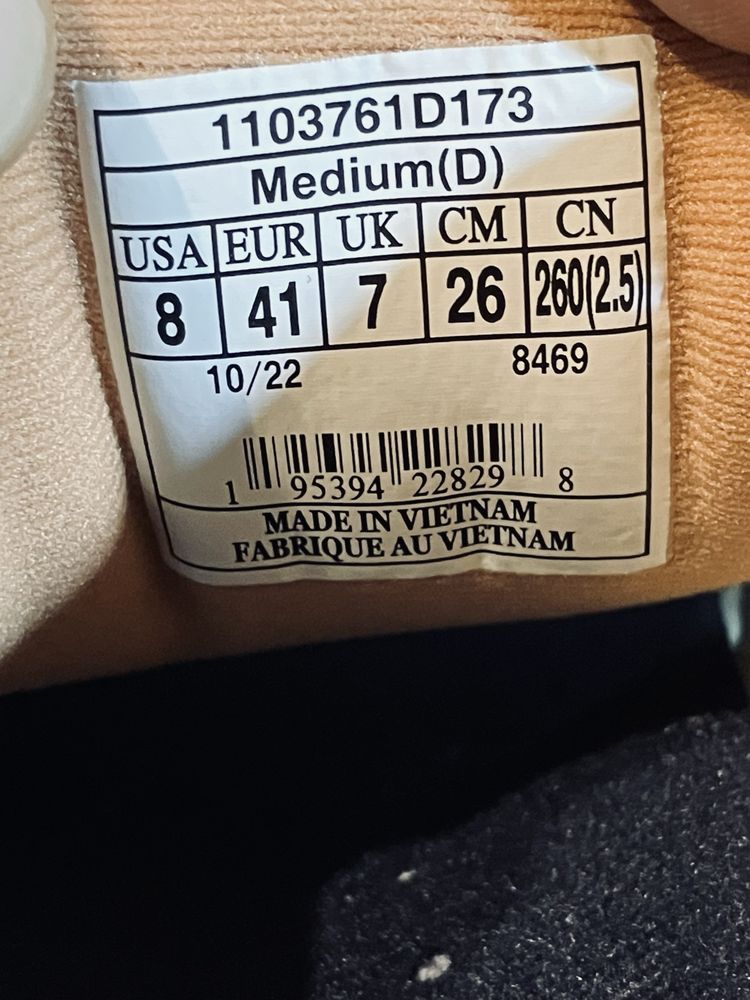 1103761D173
Medium(D)
USA EUR UK CM CN
8 41 7 26 260(2.5)
10/22 8469
1 95394 22829 8
MADE IN VIETNAM
FABRIQUE AU VIETNAM